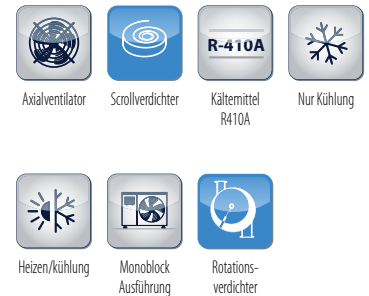 R-410A
Axialventilator
Scrollverdichter
Kältemittel
R410A
Nur Kühlung
Heizen/kühlung
Monoblock
Ausführung
Rotations-
verdichter